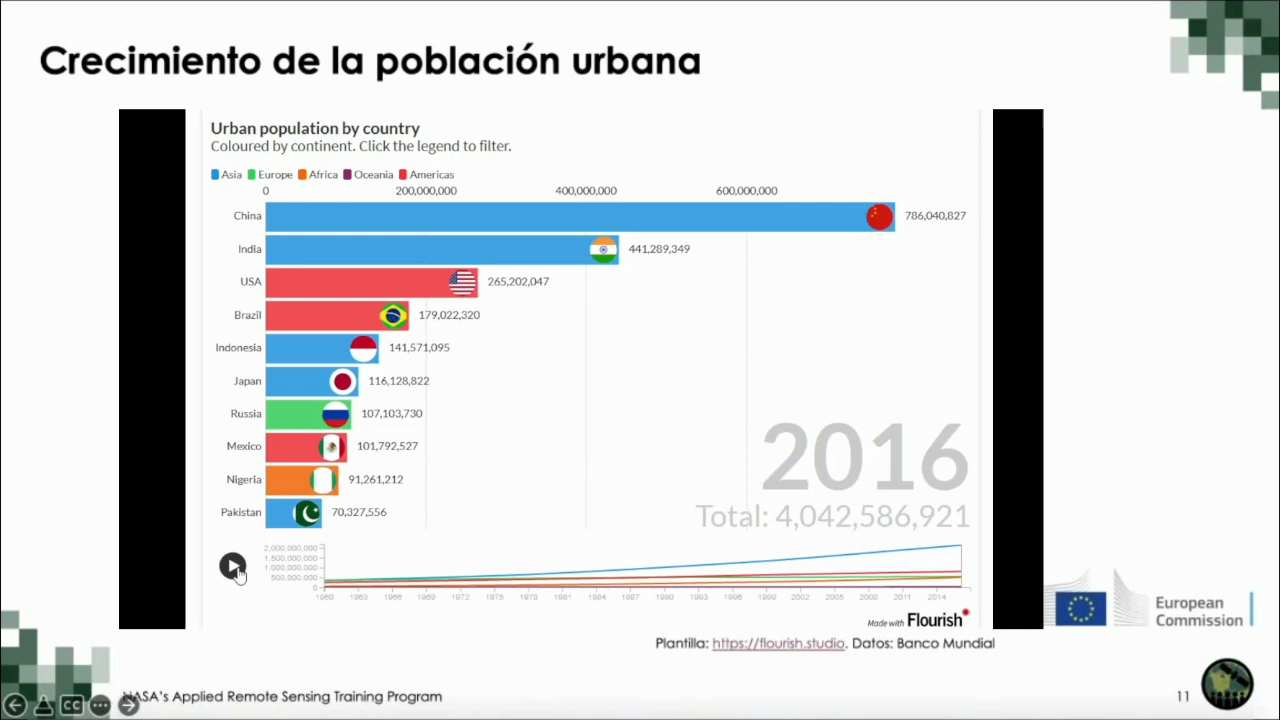 Crecimiento de la población urbana
Urban population by country
Coloured by continent. Click the legend to filter.
Asia Europe Africa Oceania Americas
0 200,000,000 400,000,000 600,000,000
China 786,040,827
India 441,289,349
USA 265,202,047
Brazil 179,022,320
Indonesia 141,571,095
Japan 116,128,822
Russia 107,103,730
Mexico 101,792,527
Nigeria 91,261,212
Pakistan 70,327,556
2016
Total: 4,042,586,921
2,000,000,000
1,500,000,000
1,000,000,000
500,000,000
0
1960 1963 1966 1969 1972 1975 1978 1981 1984 1987 1990 1993 1996 1999 2002 2005 2008 2011 2014
Made with Flourish
European
Commission
Plantilla: https://flourish.studio. Datos: Banco Mundial
NASA's Applied Remote Sensing Training Program
11
CC